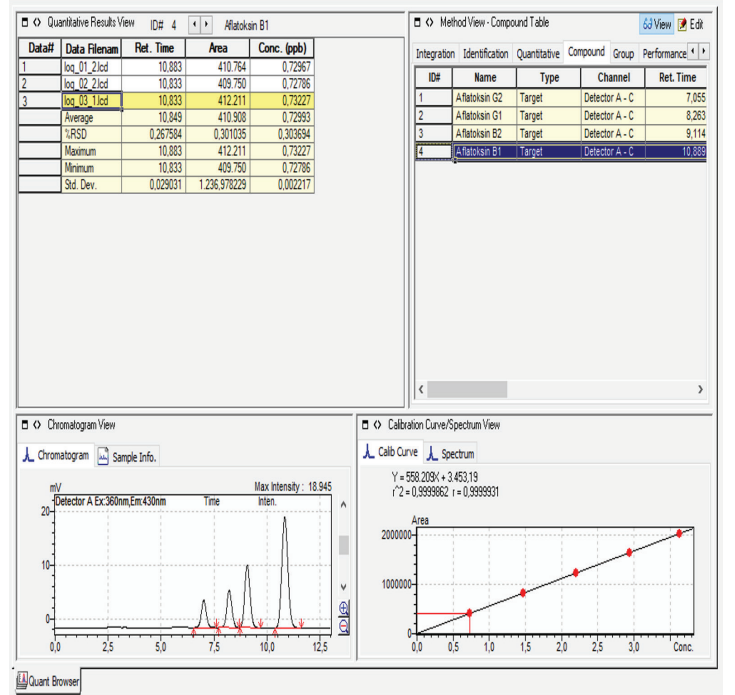 Quantitative Results View ID# 4 Aflatoksin B1
Data# Data Filenam Ret. Time Area Conc. (ppb)
1 loq_01_2.lcd 10,883 410.764 0,72967
2 loq_02_2.lcd 10,833 409.750 0,72786
3 loq_03_1.lcd 10,833 412.211 0,73227
Average 10,849 410.908 0,72993
%RSD 0,267584 0,301035 0,303694
Maximum 10,883 412.211 0,73227
Minimum 10,833 409.750 0,72786
Std. Dev. 0,029031 1.236,978229 0,002217
Method View - Compound Table View Edit
Integration Identification Quantitative Compound Group Performance
ID# Name Type Channel Ret. Time
1 Aflatoksin G2 Target Detector A - C 7,055
2 Aflatoksin G1 Target Detector A - C 8,263
3 Aflatoksin B2 Target Detector A - C 9,114
4 Aflatoksin B1 Target Detector A - C 10,889
Chromatogram View
Chromatogram Sample Info.
mV Max Intensity : 18.945
Detector A Ex:360nm,Em:430nm Time Inten.
20
10
0
0,0 2,5 5,0 7,5 10,0 12,5
Calibration Curve/Spectrum View
Calib Curve Spectrum
Y = 558.209X + 3.453,19
r^2 = 0,9999862 r = 0,9999931
Area
2000000
1000000
0
0,0 0,5 1,0 1,5 2,0 2,5 3,0 Conc.
Quant Browser